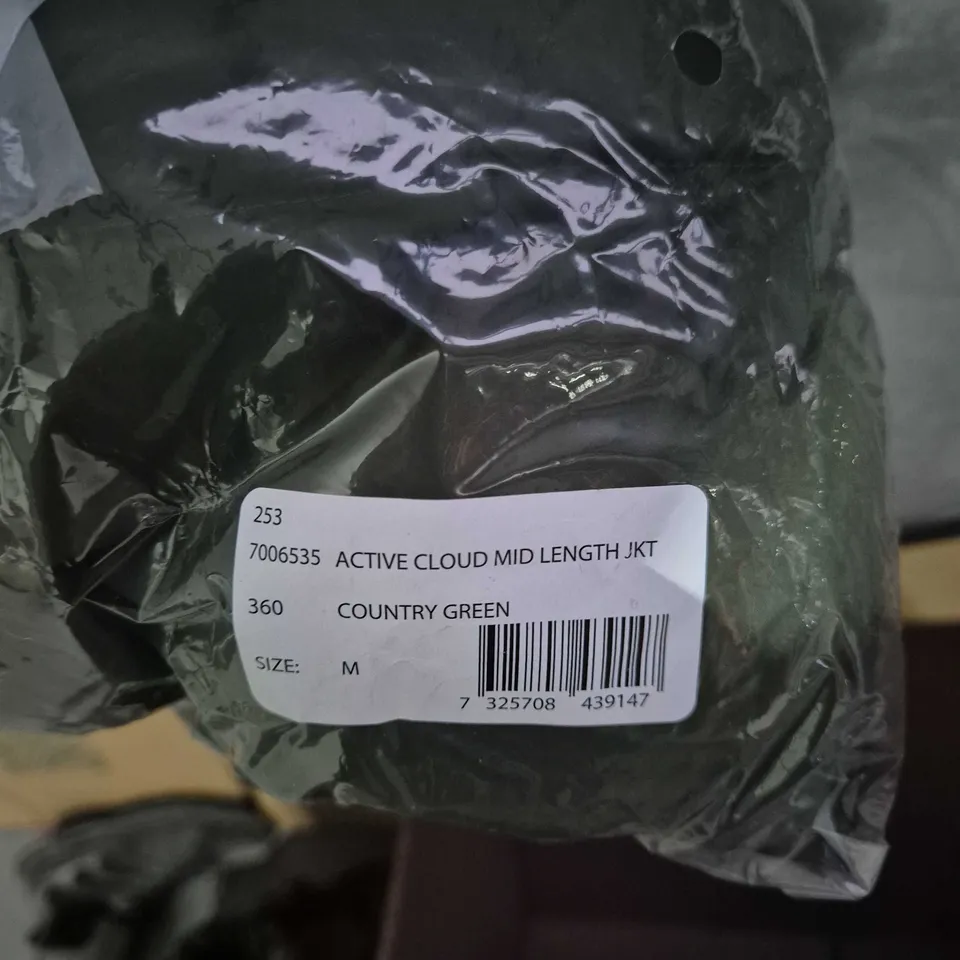 253
7006535 ACTIVE CLOUD MID LENGTH JKT
360 COUNTRY GREEN
SIZE: M
7 325708 439147